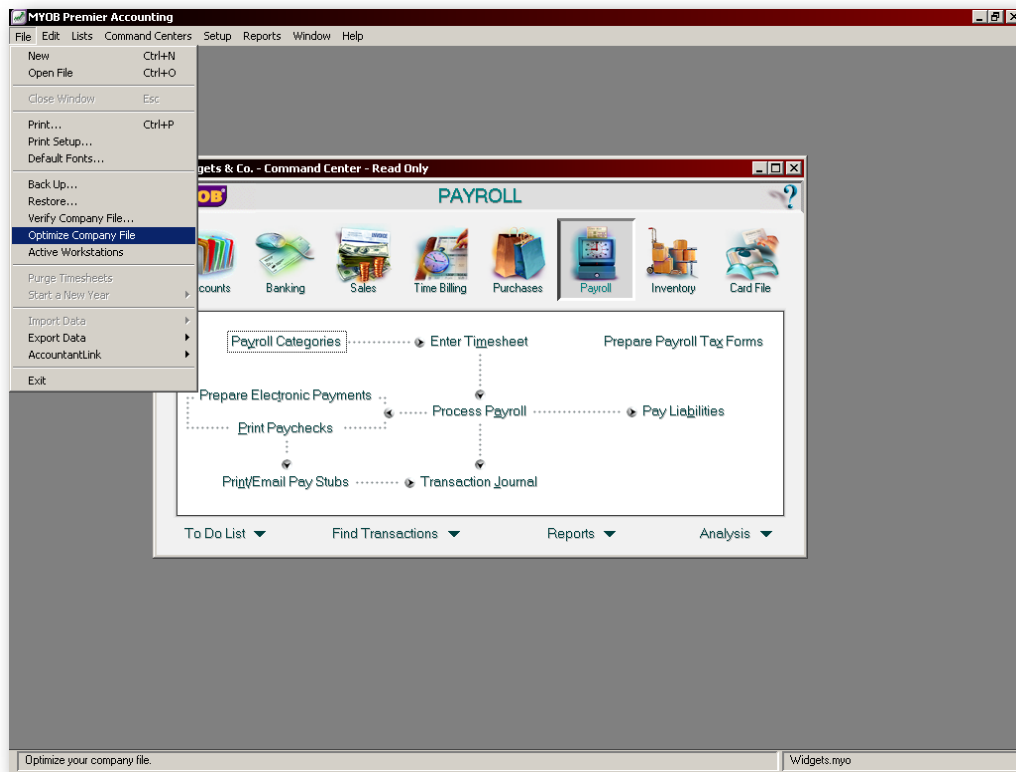 MYOB Premier Accounting
File Edit Lists Command Centers Setup Reports Window Help
New Ctrl+N
Open File Ctrl+O
Close Window Esc
Print... Ctrl+P
Print Setup...
Default Fonts...
Back Up...
Restore...
Verify Company File...
Optimize Company File
Active Workstations
Purge Timesheets
Start a New Year
Import Data
Export Data
AccountantLink
Exit
gets & Co. - Command Center - Read Only
OB PAYROLL ?
counts Banking Sales Time Billing Purchases Payroll Inventory Card File
Payroll Categories Enter Timesheet Prepare Payroll Tax Forms
Prepare Electronic Payments
Process Payroll Pay Liabilities
Print Paychecks
Print/Email Pay Stubs Transaction Journal
To Do List Find Transactions Reports Analysis
Optimize your company file. Widgets.myo